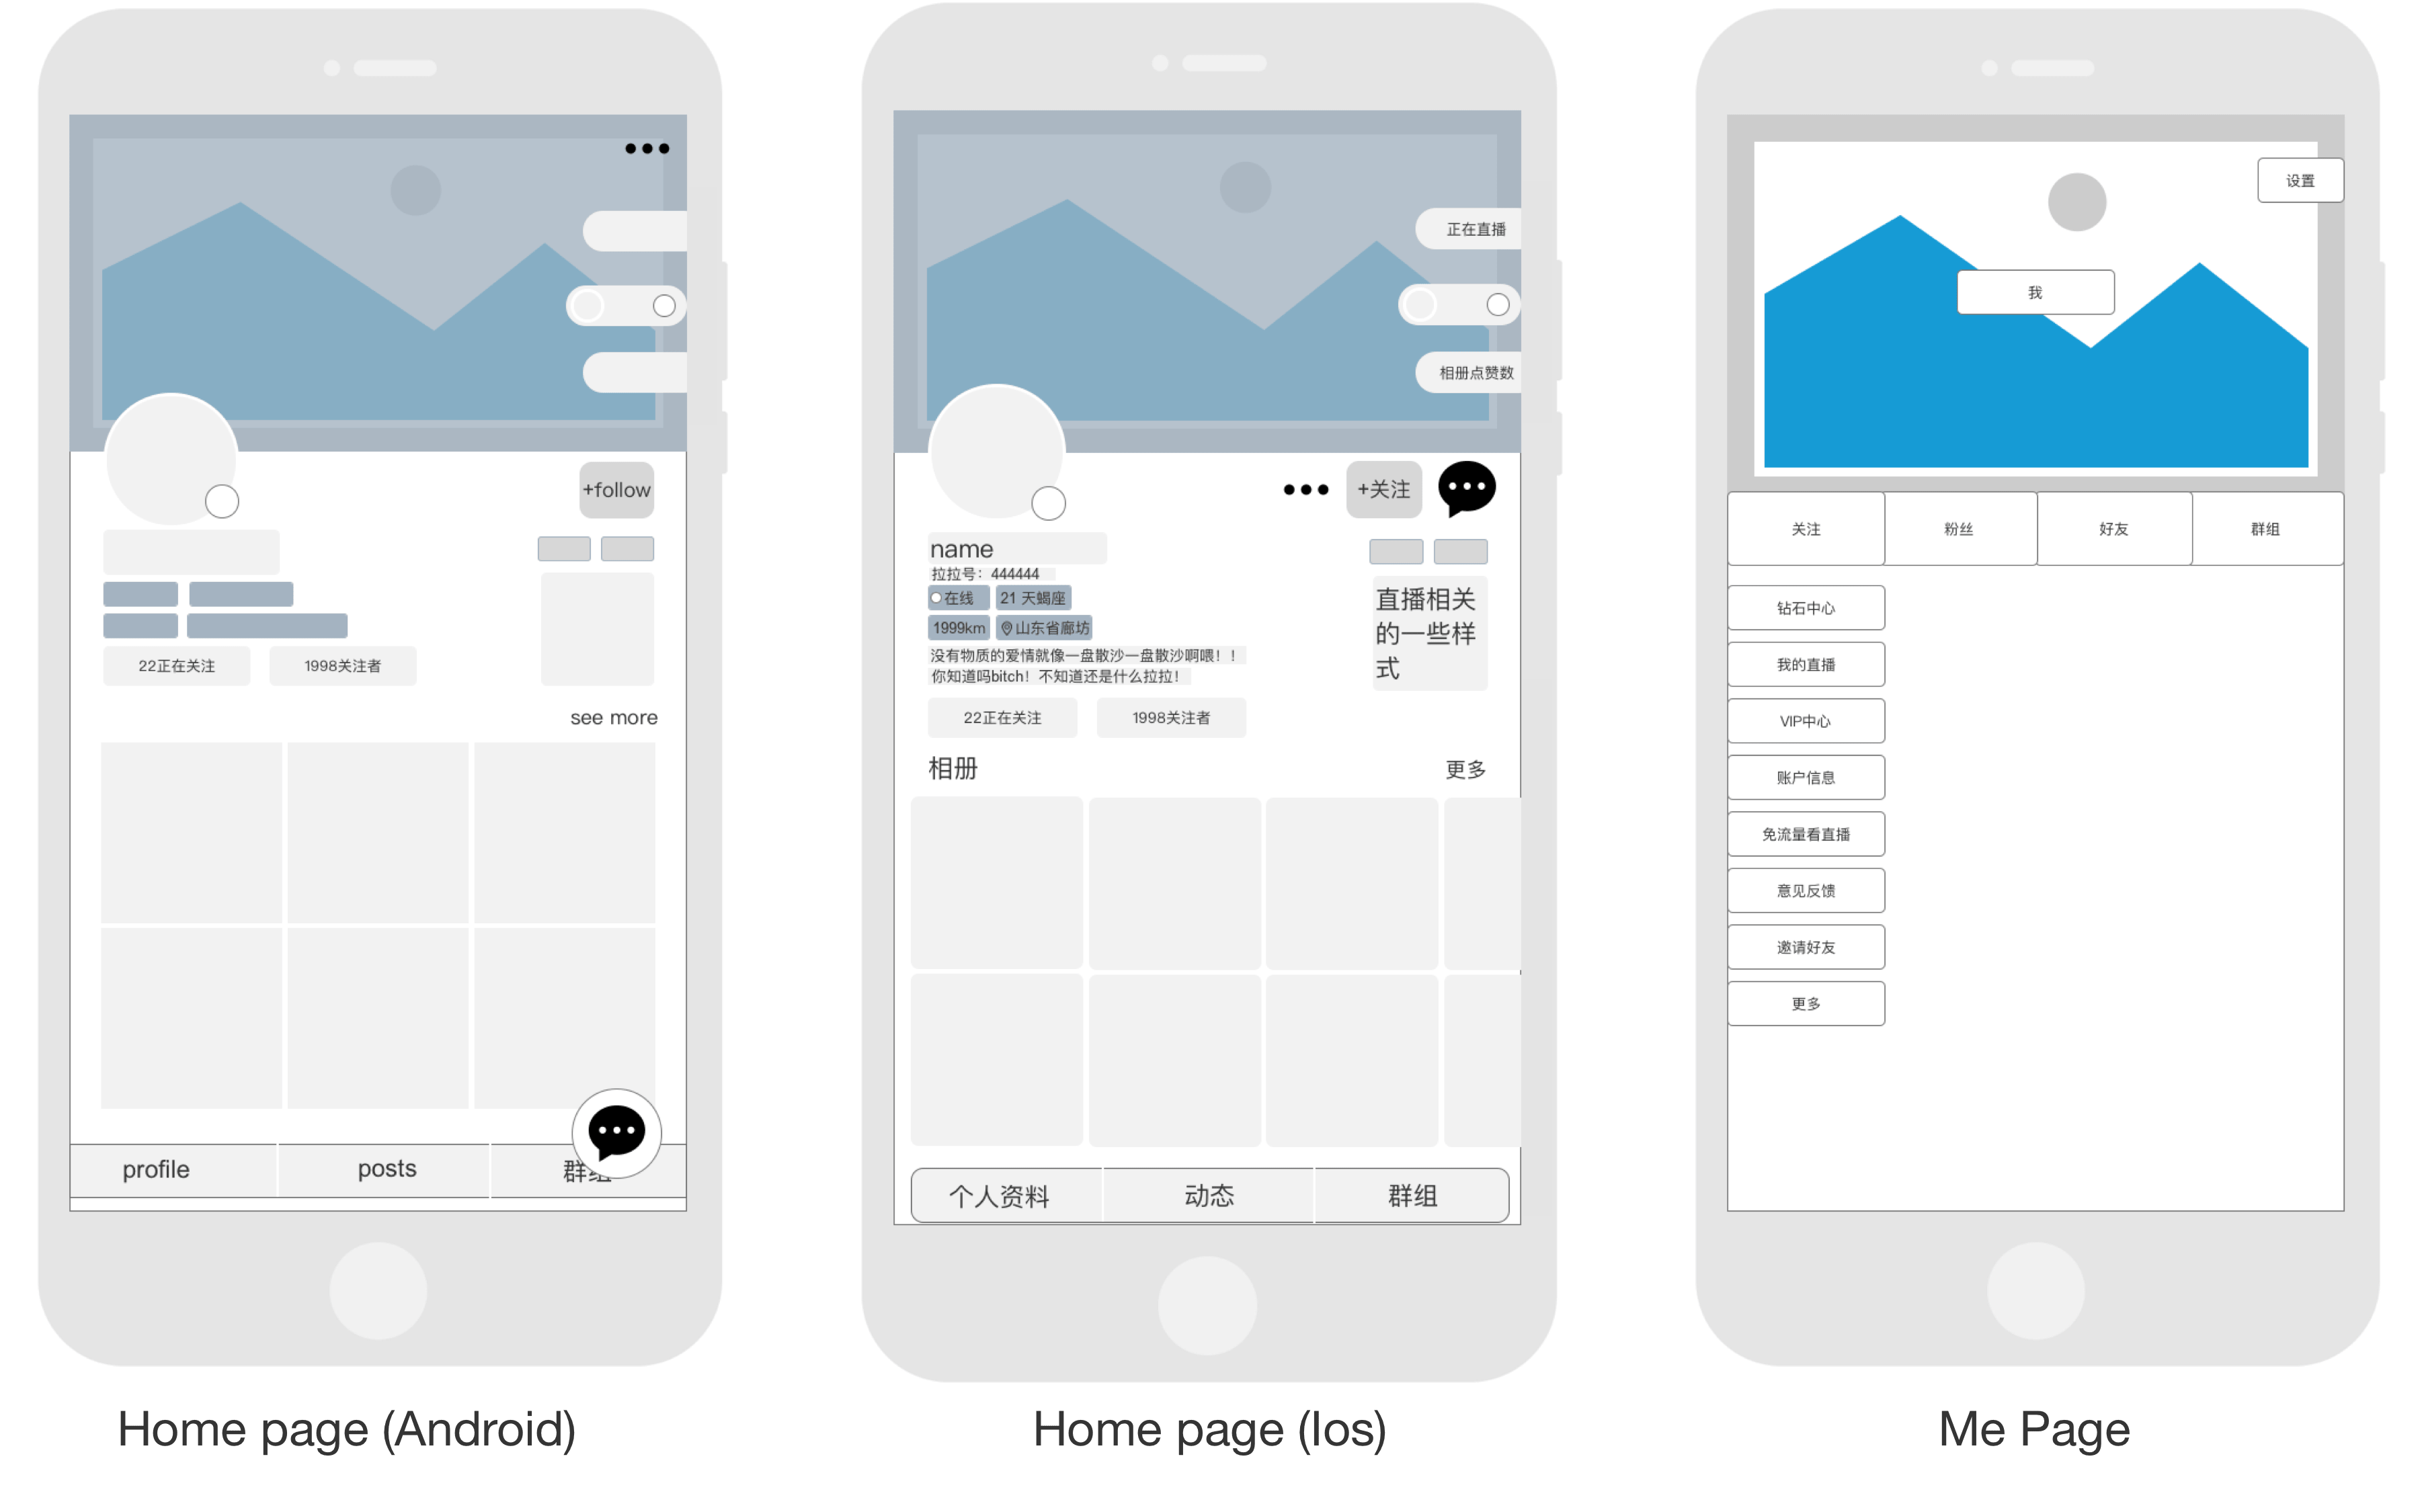 +follow
22正在关注
1998关注者
see more
profile
posts
群组
Home page (Android)
正在直播
相册点赞数
+关注
name
拉拉号：444444
在线
21 天蝎座
1999km
山东省廊坊
没有物质的爱情就像一盘散沙一盘散沙啊喂！！
你知道吗bitch！不知道还是什么拉拉！
直播相关
的一些样
式
22正在关注
1998关注者
相册
更多
个人资料
动态
群组
Home page (Ios)
设置
我
关注
粉丝
好友
群组
钻石中心
我的直播
VIP中心
账户信息
免流量看直播
意见反馈
邀请好友
更多
Me Page